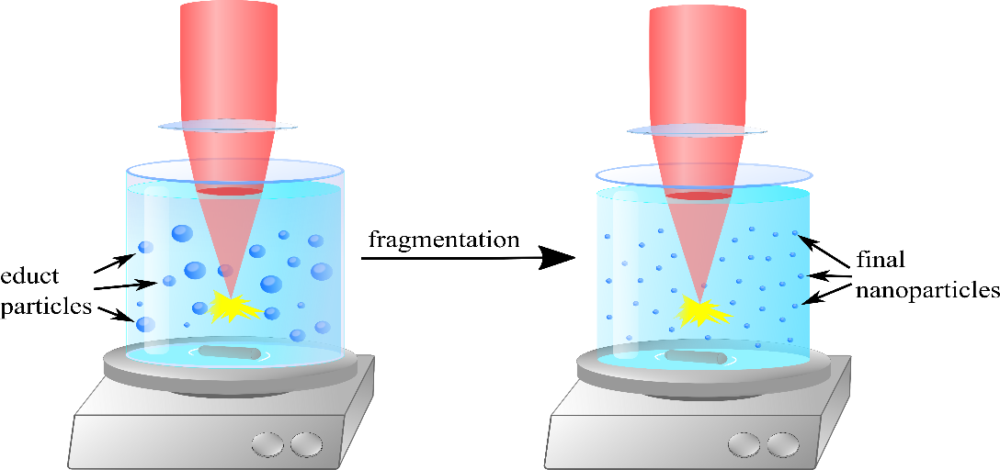 educt
particles
fragmentation
final
nanoparticles